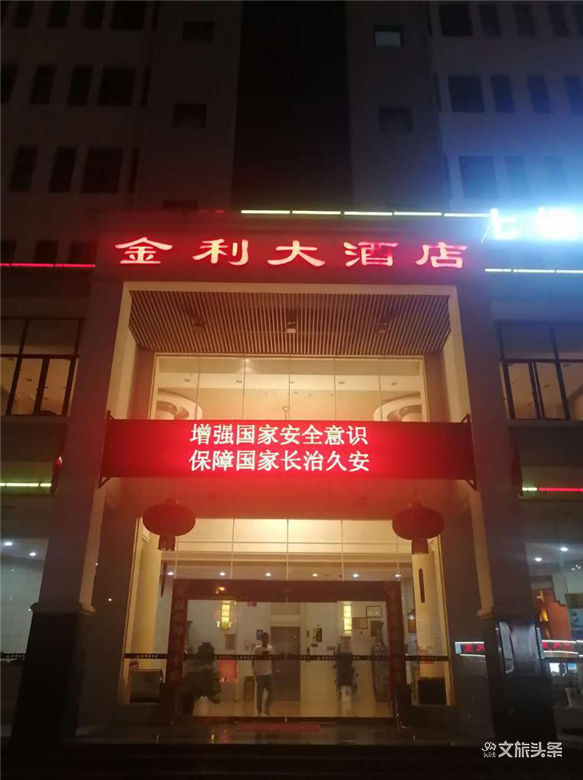 金利大酒店
七
增强国家安全意识
保障国家长治久安
文旅头条